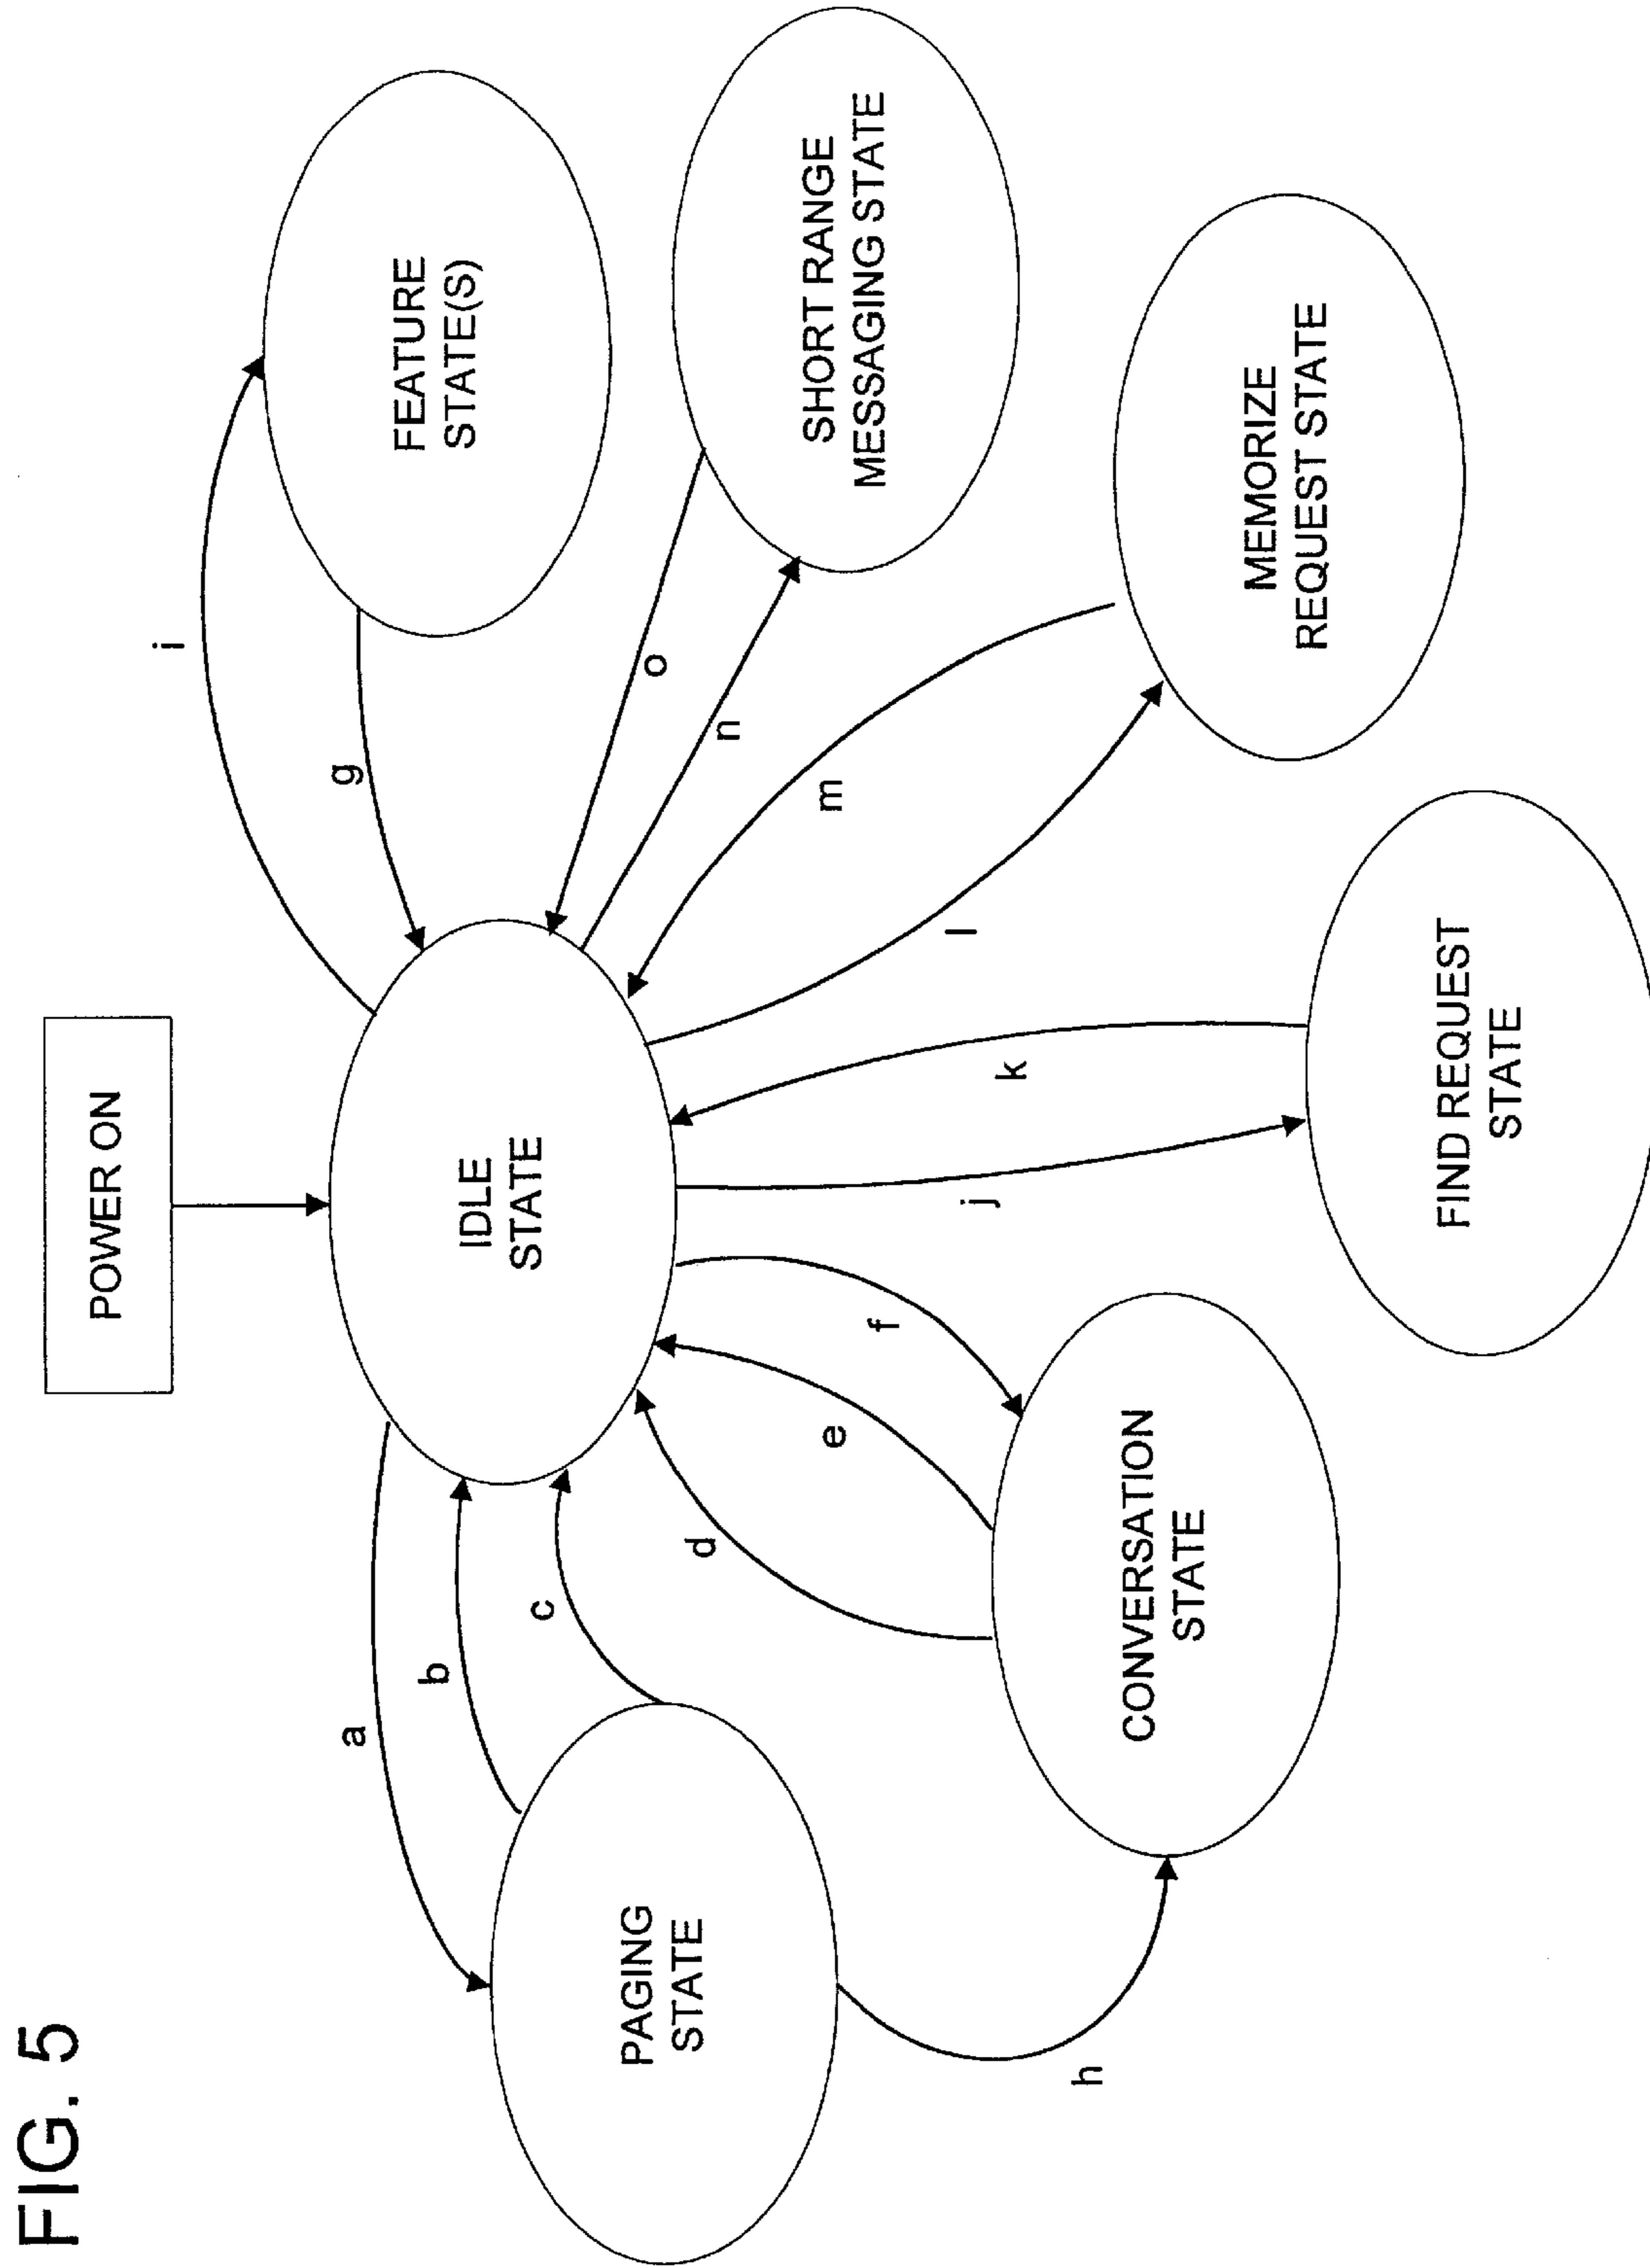 FIG. 5
POWER ON
IDLE
STATE
a
b
c
d
e
f
g
h
i
j
k
l
m
n
o
PAGING
STATE
CONVERSATION
STATE
FIND REQUEST
STATE
MEMORIZE
REQUEST STATE
SHORT RANGE
MESSAGING STATE
FEATURE
STATE(S)